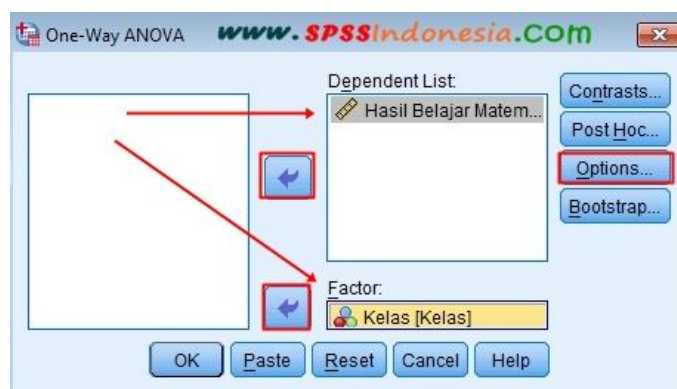 One-Way ANOVA
www.SPSSIndonesia.Com
Dependent List:
Hasil Belajar Matem...
Contrasts...
Post Hoc...
Options...
Bootstrap...
Factor:
Kelas [Kelas]
OK
Paste
Reset
Cancel
Help